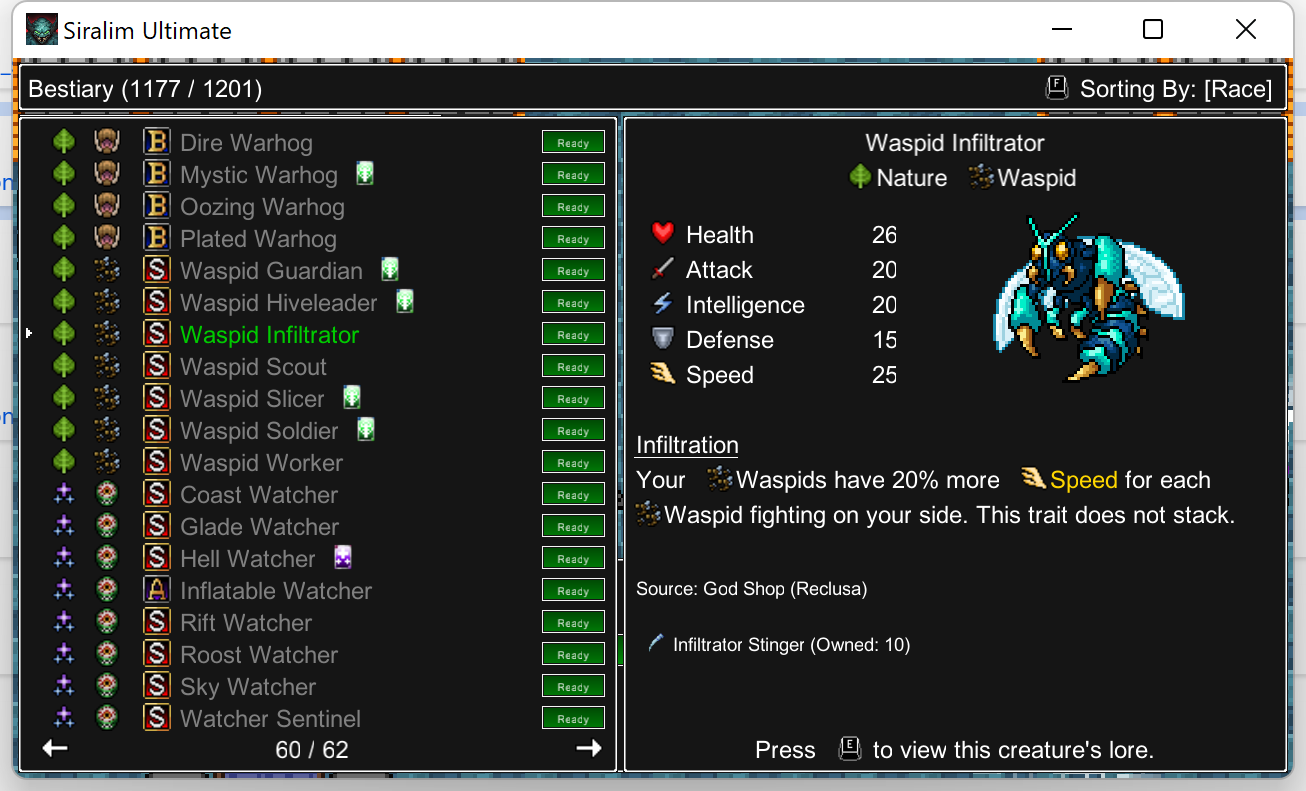 Siralim Ultimate
Bestiary (1177 / 1201)
F Sorting By: [Race]
B Dire Warhog Ready
B Mystic Warhog Ready
B Oozing Warhog Ready
B Plated Warhog Ready
S Waspid Guardian Ready
S Waspid Hiveleader Ready
S Waspid Infiltrator Ready
S Waspid Scout Ready
S Waspid Slicer Ready
S Waspid Soldier Ready
S Waspid Worker Ready
S Coast Watcher Ready
S Glade Watcher Ready
S Hell Watcher Ready
A Inflatable Watcher Ready
S Rift Watcher Ready
S Roost Watcher Ready
S Sky Watcher Ready
S Watcher Sentinel Ready
60 / 62
Waspid Infiltrator
Nature Waspid
Health 26
Attack 20
Intelligence 20
Defense 15
Speed 25
Infiltration
Your Waspids have 20% more Speed for each
Waspid fighting on your side. This trait does not stack.
Source: God Shop (Reclusa)
Infiltrator Stinger (Owned: 10)
Press E to view this creature's lore.